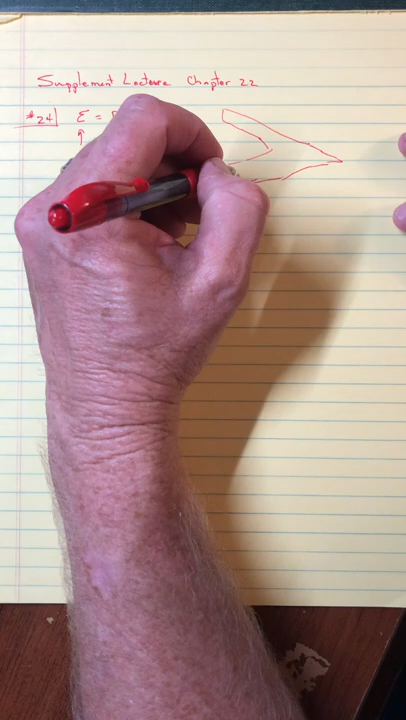 Supplement Lecture Chapter 22
#24 ε =
↑